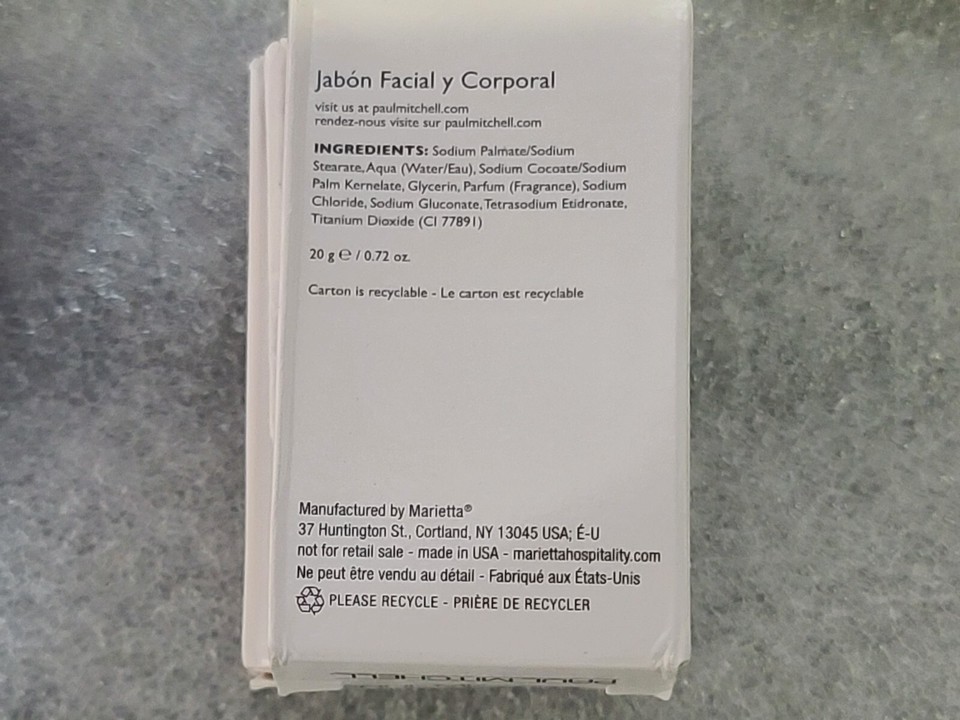 Jabón Facial y Corporal
visit us at paulmitchell.com
rendez-nous visite sur paulmitchell.com
INGREDIENTS: Sodium Palmate/Sodium
Stearate, Aqua (Water/Eau), Sodium Cocoate/Sodium
Palm Kernelate, Glycerin, Parfum (Fragrance), Sodium
Chloride, Sodium Gluconate, Tetrasodium Etidronate,
Titanium Dioxide (CI 77891)
20 g ℮ / 0.72 oz.
Carton is recyclable - Le carton est recyclable
Manufactured by Marietta®
37 Huntington St., Cortland, NY 13045 USA; É-U
not for retail sale - made in USA - mariettahospitality.com
Ne peut être vendu au détail - Fabriqué aux États-Unis
PLEASE RECYCLE - PRIÈRE DE RECYCLER
PAUL MITCHELL